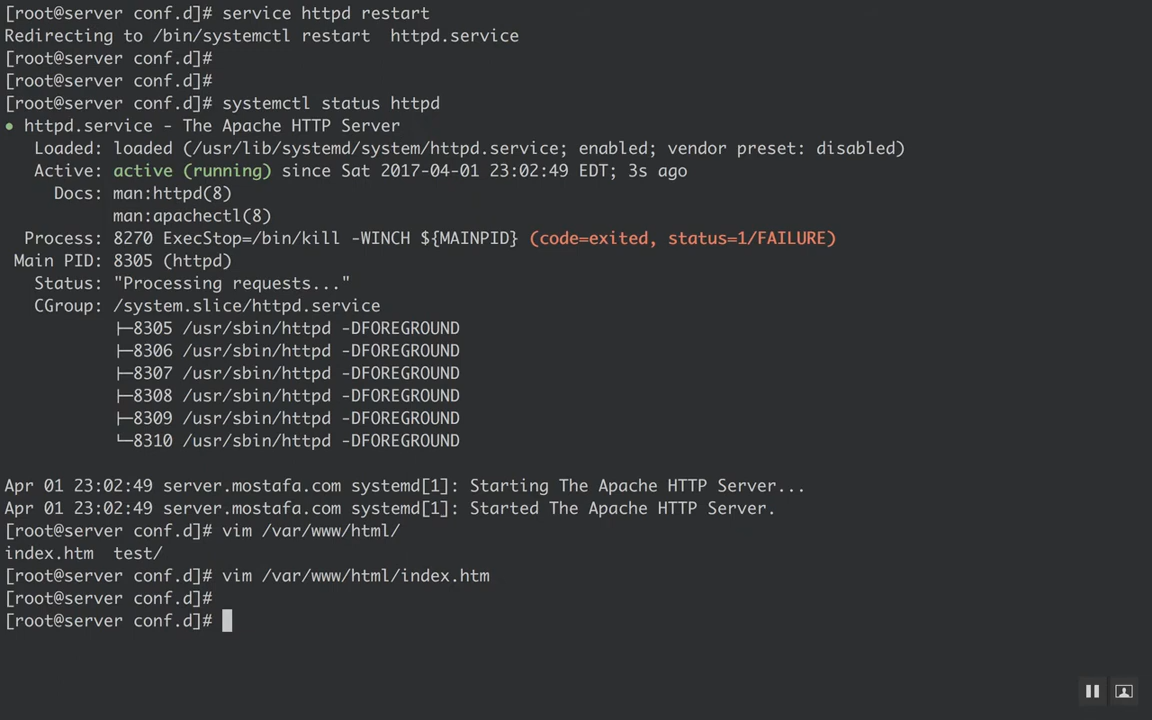 [root@server conf.d]# service httpd restart
Redirecting to /bin/systemctl restart  httpd.service
[root@server conf.d]#
[root@server conf.d]#
[root@server conf.d]# systemctl status httpd
● httpd.service - The Apache HTTP Server
   Loaded: loaded (/usr/lib/systemd/system/httpd.service; enabled; vendor preset: disabled)
   Active: active (running) since Sat 2017-04-01 23:02:49 EDT; 3s ago
     Docs: man:httpd(8)
           man:apachectl(8)
  Process: 8270 ExecStop=/bin/kill -WINCH ${MAINPID} (code=exited, status=1/FAILURE)
 Main PID: 8305 (httpd)
   Status: "Processing requests..."
   CGroup: /system.slice/httpd.service
           ├─8305 /usr/sbin/httpd -DFOREGROUND
           ├─8306 /usr/sbin/httpd -DFOREGROUND
           ├─8307 /usr/sbin/httpd -DFOREGROUND
           ├─8308 /usr/sbin/httpd -DFOREGROUND
           ├─8309 /usr/sbin/httpd -DFOREGROUND
           └─8310 /usr/sbin/httpd -DFOREGROUND
Apr 01 23:02:49 server.mostafa.com systemd[1]: Starting The Apache HTTP Server...
Apr 01 23:02:49 server.mostafa.com systemd[1]: Started The Apache HTTP Server.
[root@server conf.d]# vim /var/www/html/
index.htm  test/
[root@server conf.d]# vim /var/www/html/index.htm
[root@server conf.d]#
[root@server conf.d]#